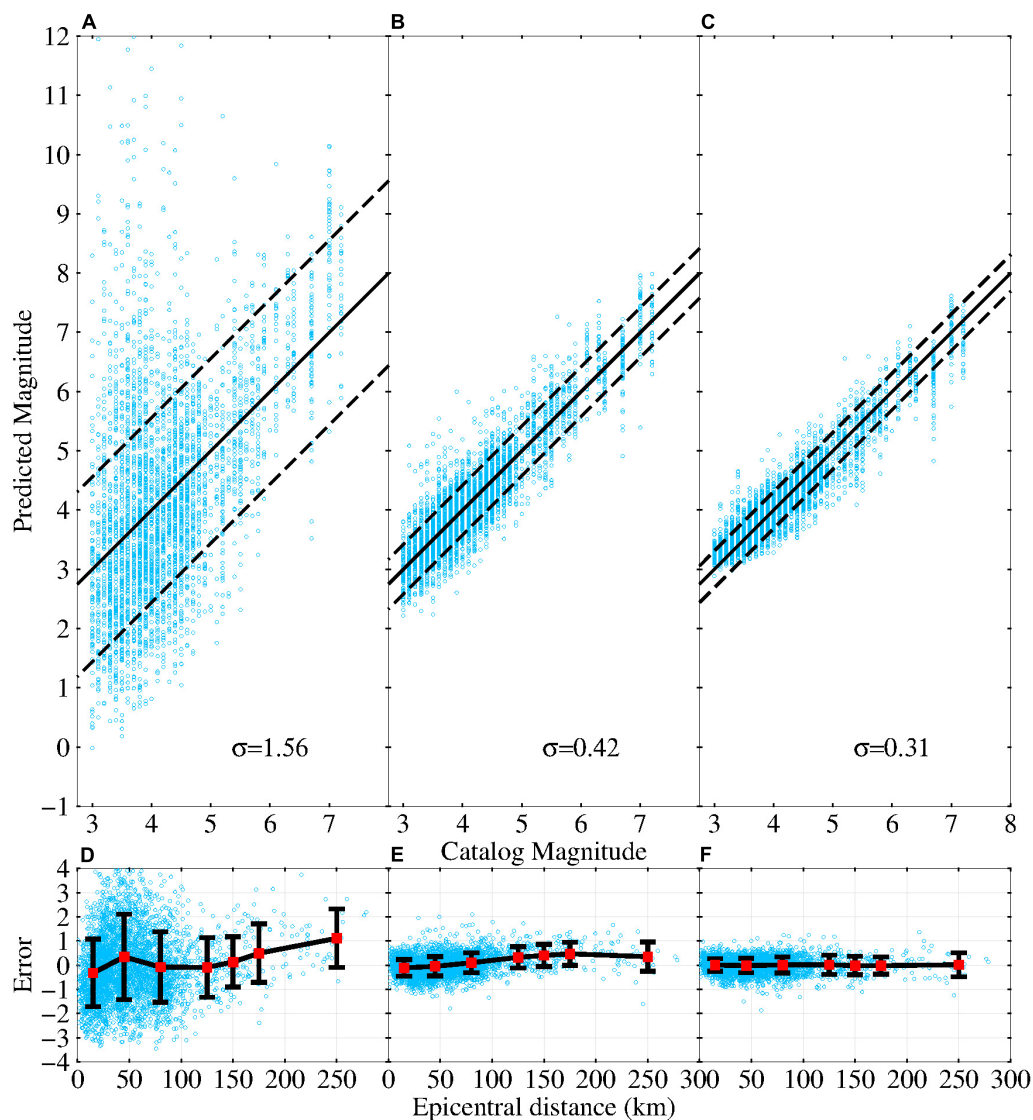 A B C
12
11
10
9
8
7
6
5
4
3
2
1
0
−1
Predicted Magnitude
σ=1.56 σ=0.42 σ=0.31
3 4 5 6 7 3 4 5 6 7 3 4 5 6 7 8
Catalog Magnitude
D E F
4
3
2
1
0
−1
−2
−3
−4
Error
0 50 100 150 200 250 300 50 100 150 200 250 300 50 100 150 200 250 300
Epicentral distance (km)